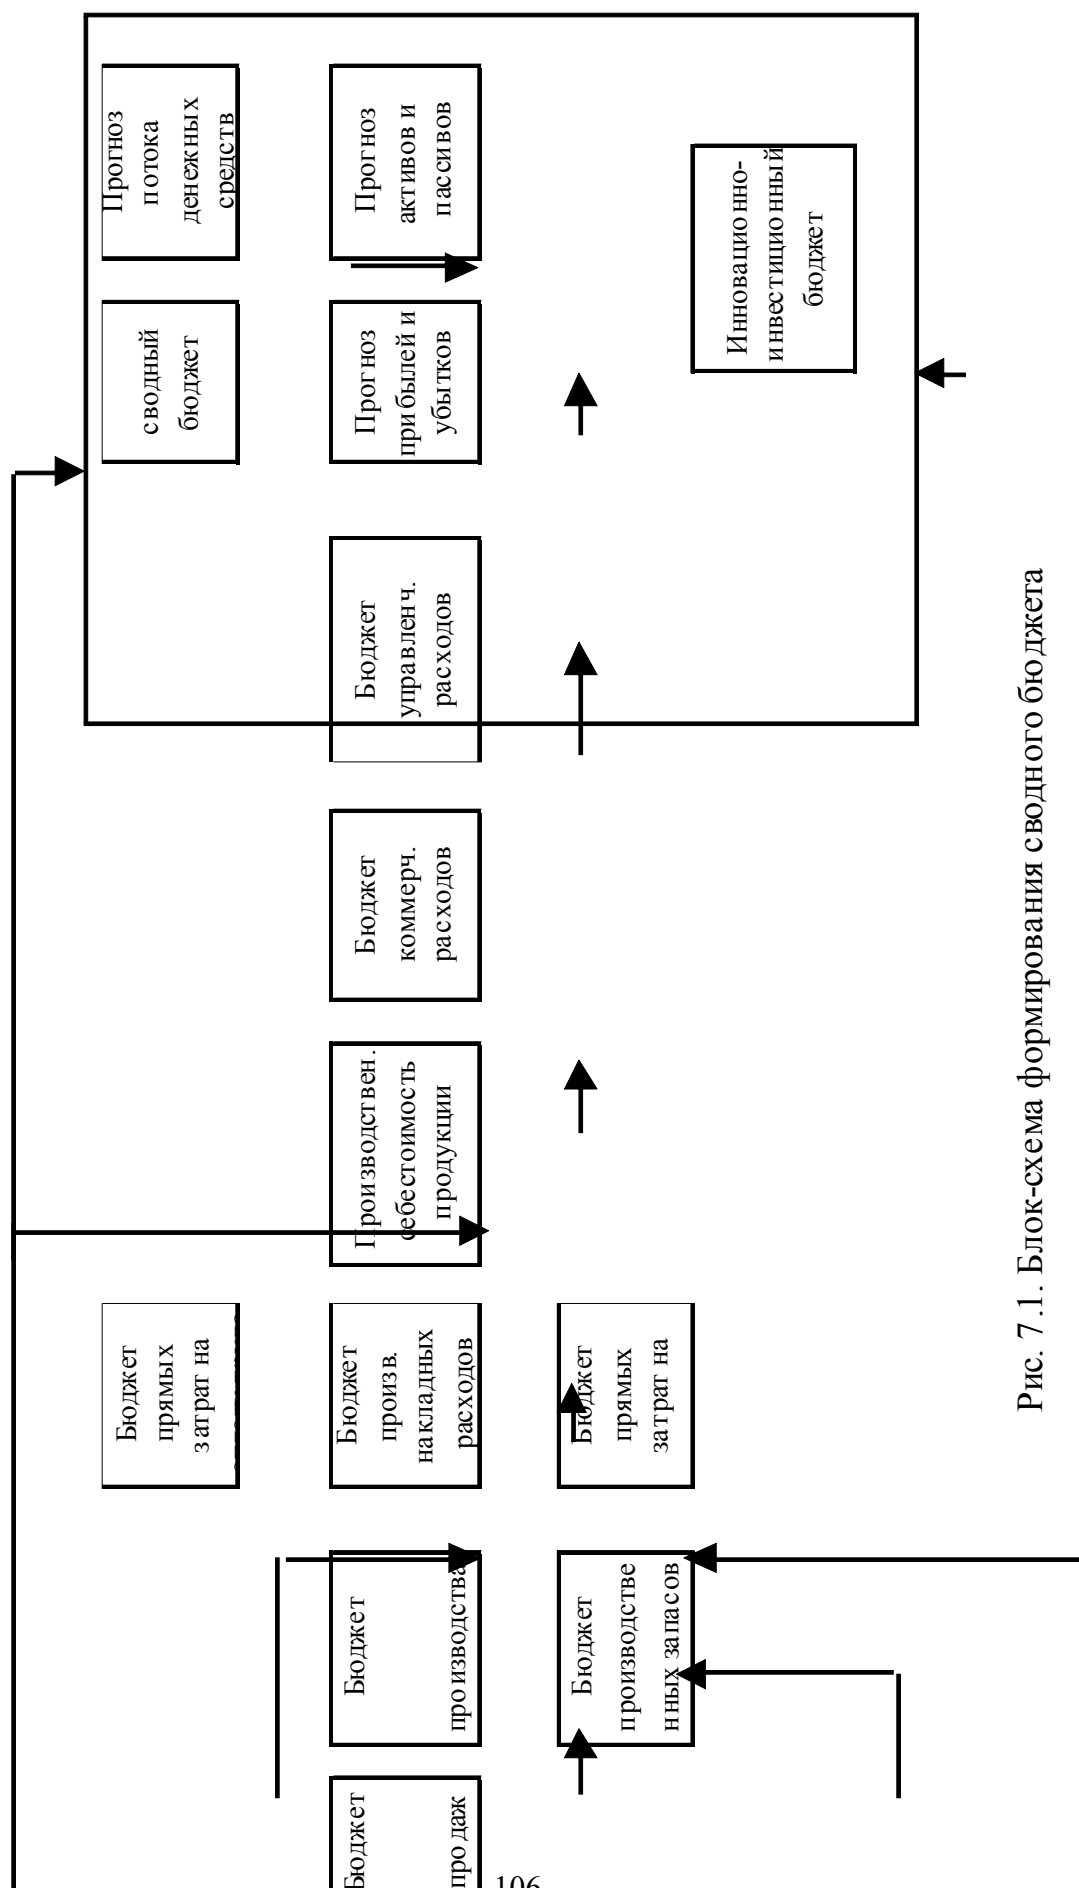 Бюджет
прямых
затрат на
сводный
бюджет
Прогноз
потока
денежных
средств
Бюджет
продаж
Бюджет
производства
Бюджет
произв.
накладных
расходов
Производствен.
себестоимость
продукции
Бюджет
коммерч.
расходов
Бюджет
управленч.
расходов
Прогноз
прибылей и
убытков
Прогноз
активов и
пассивов
Бюджет
производстве
нных запасов
Бюджет
прямых
затрат на
Инновационно-
инвестиционный
бюджет
Рис. 7.1. Блок-схема формирования сводного бюджета
106